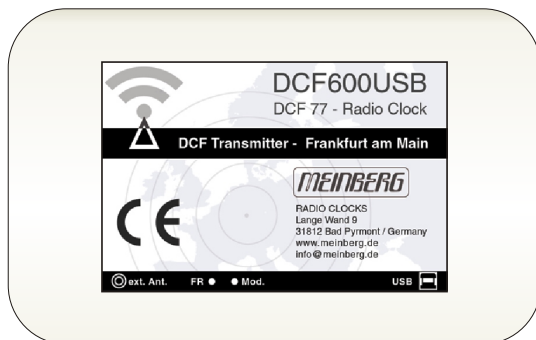 DCF600USB
DCF 77 - Radio Clock
DCF Transmitter - Frankfurt am Main
MEINBERG
CE
RADIO CLOCKS
Lange Wand 9
31812 Bad Pyrmont / Germany
www.meinberg.de
info@meinberg.de
ext. Ant. FR Mod. USB